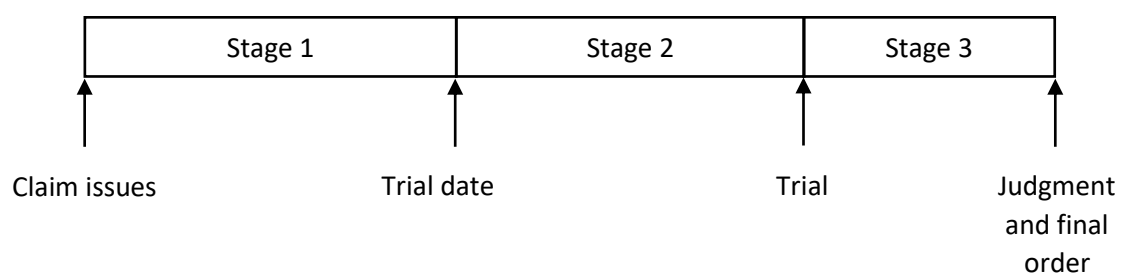 Stage 1
Stage 2
Stage 3
Claim issues
Trial date
Trial
Judgment
and final
order